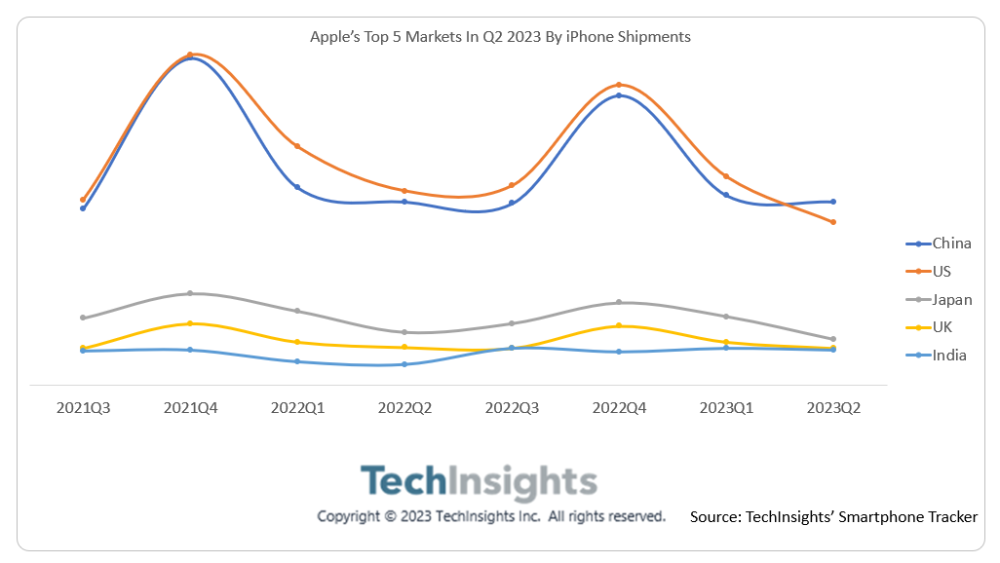 Apple’s Top 5 Markets In Q2 2023 By iPhone Shipments
China
US
Japan
UK
India
2021Q3 2021Q4 2022Q1 2022Q2 2022Q3 2022Q4 2023Q1 2023Q2
TechInsights
Copyright © 2023 TechInsights Inc. All rights reserved. Source: TechInsights’ Smartphone Tracker